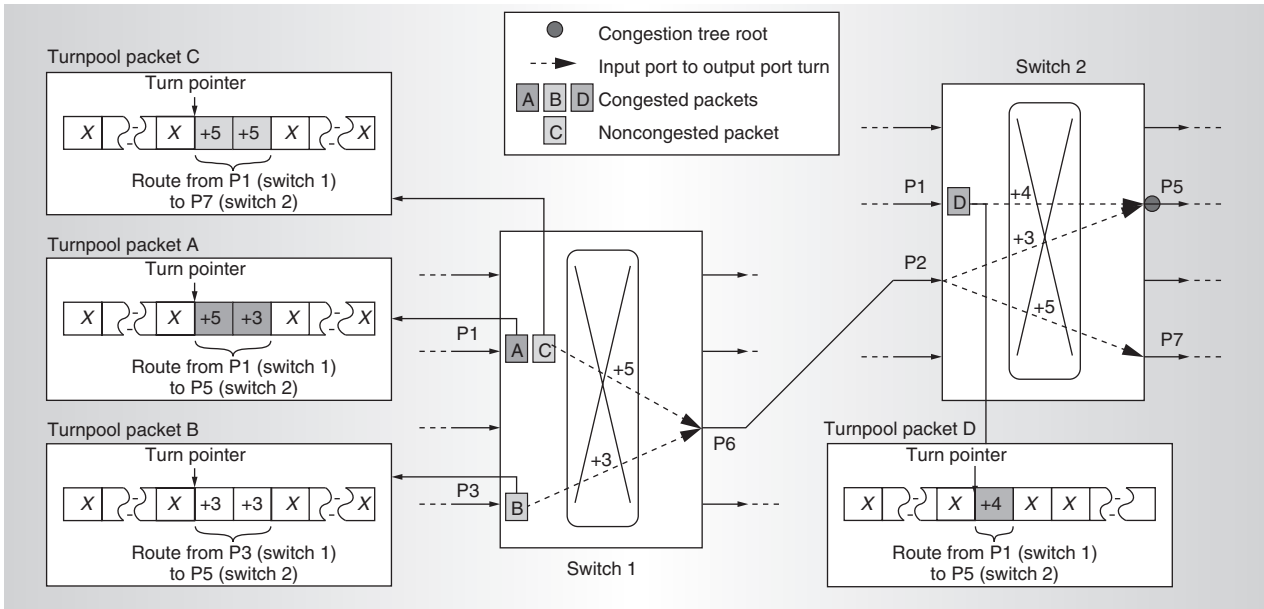 Turnpool packet C
Turn pointer
X X +5 +5 X X
Route from P1 (switch 1)
to P7 (switch 2)
Turnpool packet A
Turn pointer
X X +5 +3 X X
Route from P1 (switch 1)
to P5 (switch 2)
Turnpool packet B
Turn pointer
X X +3 +3 X X
Route from P3 (switch 1)
to P5 (switch 2)
Congestion tree root
Input port to output port turn
A B D Congested packets
C Noncongested packet
P1
A C
+5
P6
+3
P3
B
Switch 1
Switch 2
P1
D
+4
P5
+3
P2
+5
P7
Turnpool packet D
Turn pointer
X X +4 X X
Route from P1 (switch 1)
to P5 (switch 2)